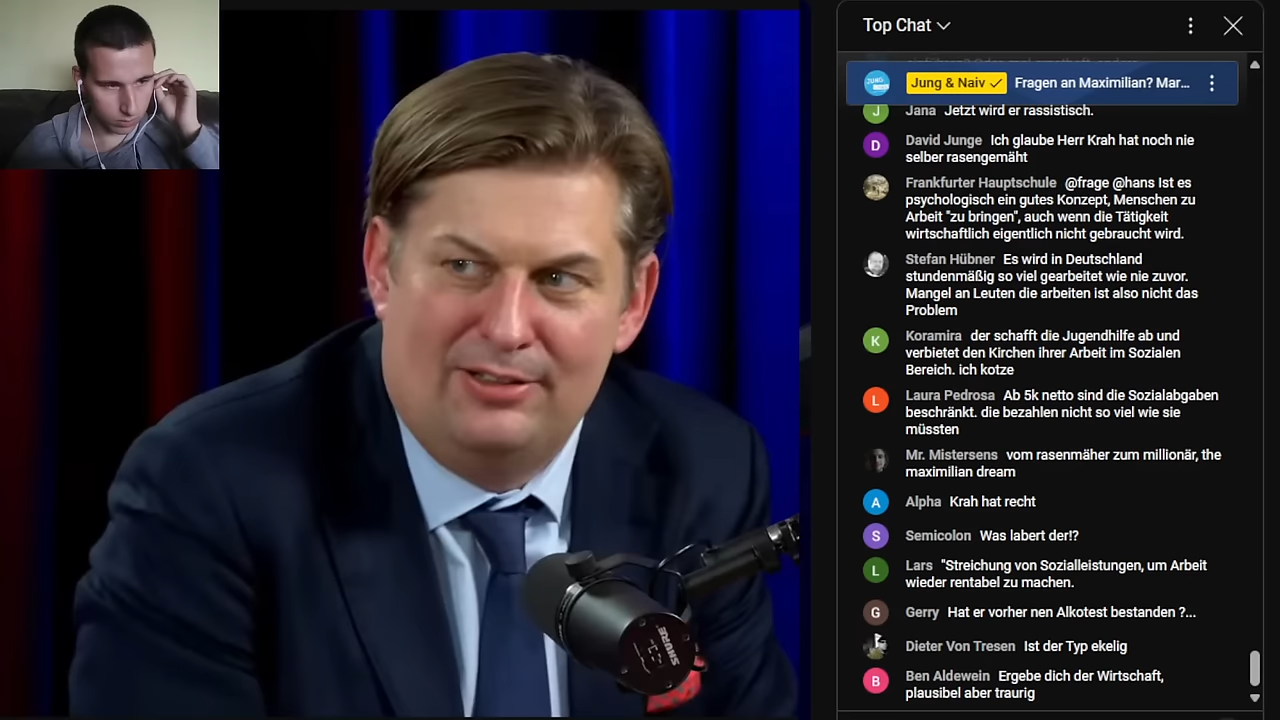 Top Chat
JUNG
Jung & Naiv Fragen an Maximilian? Mar...
Jana Jetzt wird er rassistisch.
David Junge Ich glaube Herr Krah hat noch nie
selber rasengemäht
Frankfurter Hauptschule @frage @hans Ist es
psychologisch ein gutes Konzept, Menschen zu
Arbeit "zu bringen", auch wenn die Tätigkeit
wirtschaftlich eigentlich nicht gebraucht wird.
Stefan Hübner Es wird in Deutschland
stundenmäßig so viel gearbeitet wie nie zuvor.
Mangel an Leuten die arbeiten ist also nicht das
Problem
Koramira der schafft die Jugendhilfe ab und
verbietet den Kirchen ihrer Arbeit im Sozialen
Bereich. ich kotze
Laura Pedrosa Ab 5k netto sind die Sozialabgaben
beschränkt. die bezahlen nicht so viel wie sie
müssten
Mr. Mistersens vom rasenmäher zum millionär, the
maximilian dream
Alpha Krah hat recht
Semicolon Was labert der!?
Lars "Streichung von Sozialleistungen, um Arbeit
wieder rentabel zu machen.
Gerry Hat er vorher nen Alkotest bestanden ?...
Dieter Von Tresen Ist der Typ ekelig
Ben Aldewein Ergebe dich der Wirtschaft,
plausibel aber traurig
J
D
K
L
A
S
L
G
B
SHURE